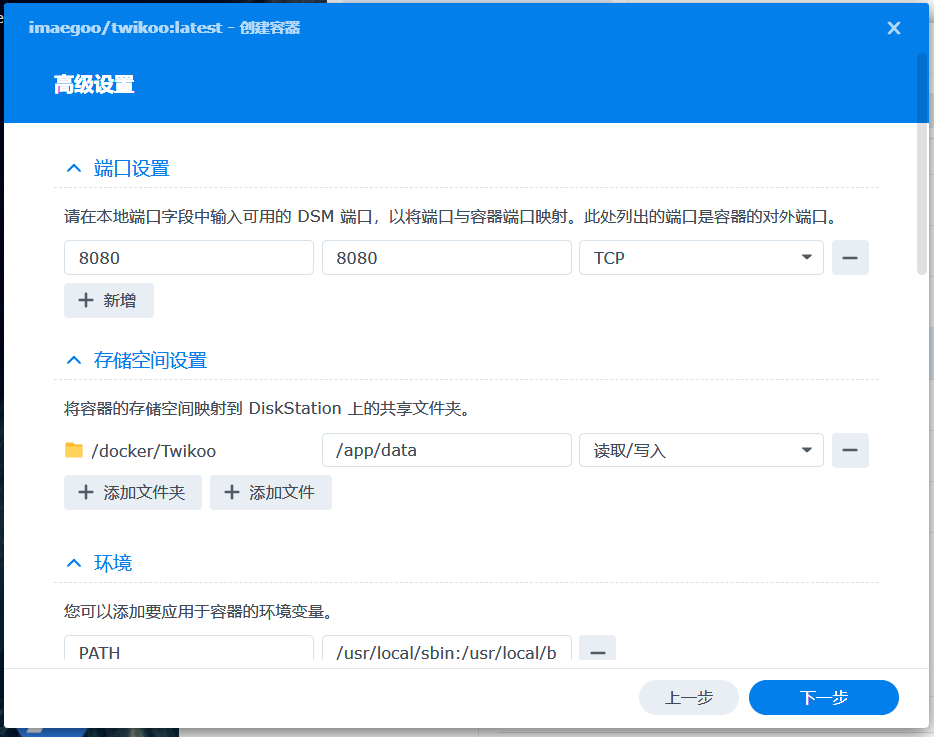 imaegoo/twikoo:latest - 创建容器
高级设置
端口设置
请在本地端口字段中输入可用的 DSM 端口，以将端口与容器端口映射。此处列出的端口是容器的对外端口。
8080 8080 TCP
新增
存储空间设置
将容器的存储空间映射到 DiskStation 上的共享文件夹。
/docker/Twikoo /app/data 读取/写入
添加文件夹 添加文件
环境
您可以添加要应用于容器的环境变量。
PATH /usr/local/sbin:/usr/local/b
上一步 下一步